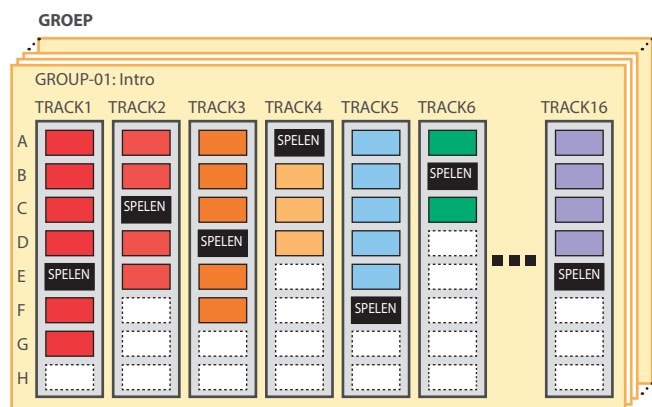 GROEP
GROUP-01: Intro
TRACK1 TRACK2 TRACK3 TRACK4 TRACK5 TRACK6 TRACK16
A SPELEN
B SPELEN
C SPELEN
D SPELEN
E SPELEN SPELEN
F SPELEN
G
H